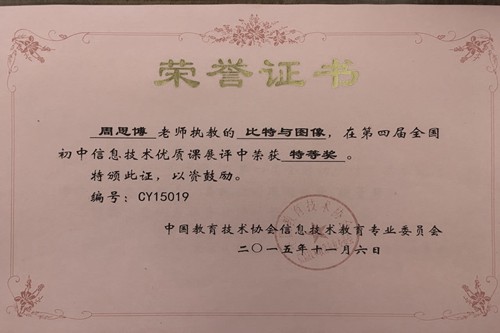 荣誉证书
周思博 老师执教的 比特与图像，在第四届全国
初中信息技术优质课展评中荣获 特等奖 。
特颁此证，以资鼓励。
编号：CY15019
中国教育技术协会信息技术教育专业委员会
二〇一五年十一月六日